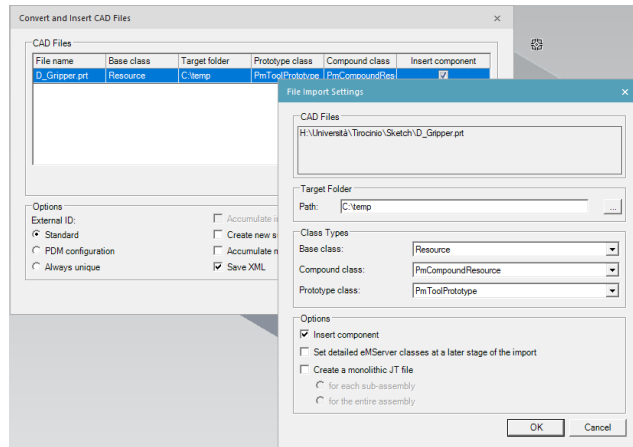 Convert and Insert CAD Files
CAD Files
File name Base class Target folder Prototype class Compound class Insert component
D_Gripper.prt Resource C:\temp PmToolPrototype PmCompoundRes
Options
External ID:
Standard
PDM configuration
Always unique
Accumulate
Create new
Accumulate
Save XML
File Import Settings
CAD Files
H:\Università\Tirocinio\Sketch\D_Gripper.prt
Target Folder
Path: C:\temp ...
Class Types
Base class: Resource
Compound class: PmCompoundResource
Prototype class: PmToolPrototype
Options
Insert component
Set detailed eMServer classes at a later stage of the import
Create a monolithic JT file
for each sub-assembly
for the entire assembly
OK Cancel